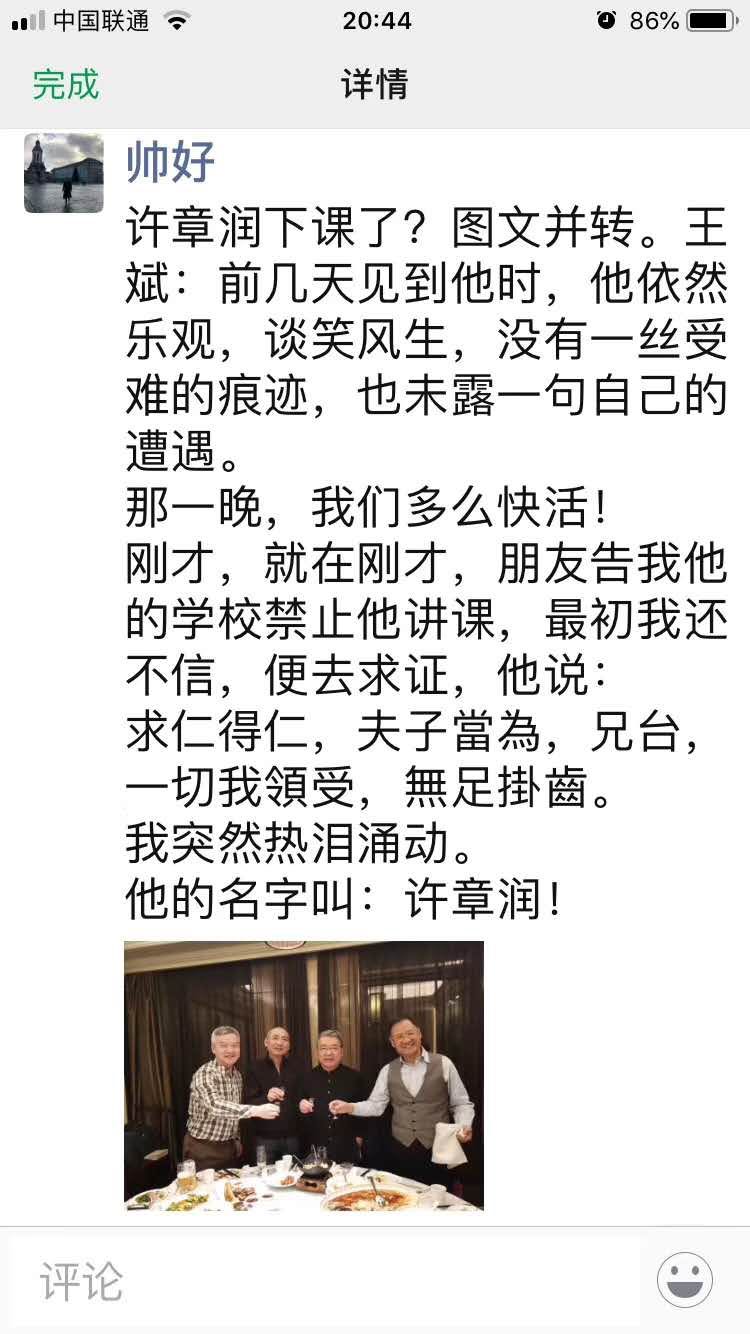 中国联通 20:44 86%
完成 详情
帅好
许章润下课了？图文并转。王
斌：前几天见到他时，他依然
乐观，谈笑风生，没有一丝受
难的痕迹，也未露一句自己的
遭遇。
那一晚，我们多么快活！
刚才，就在刚才，朋友告我他
的学校禁止他讲课，最初我还
不信，便去求证，他说：
求仁得仁，夫子當為，兄台，
一切我領受，無足掛齒。
我突然热泪涌动。
他的名字叫：许章润！
评论